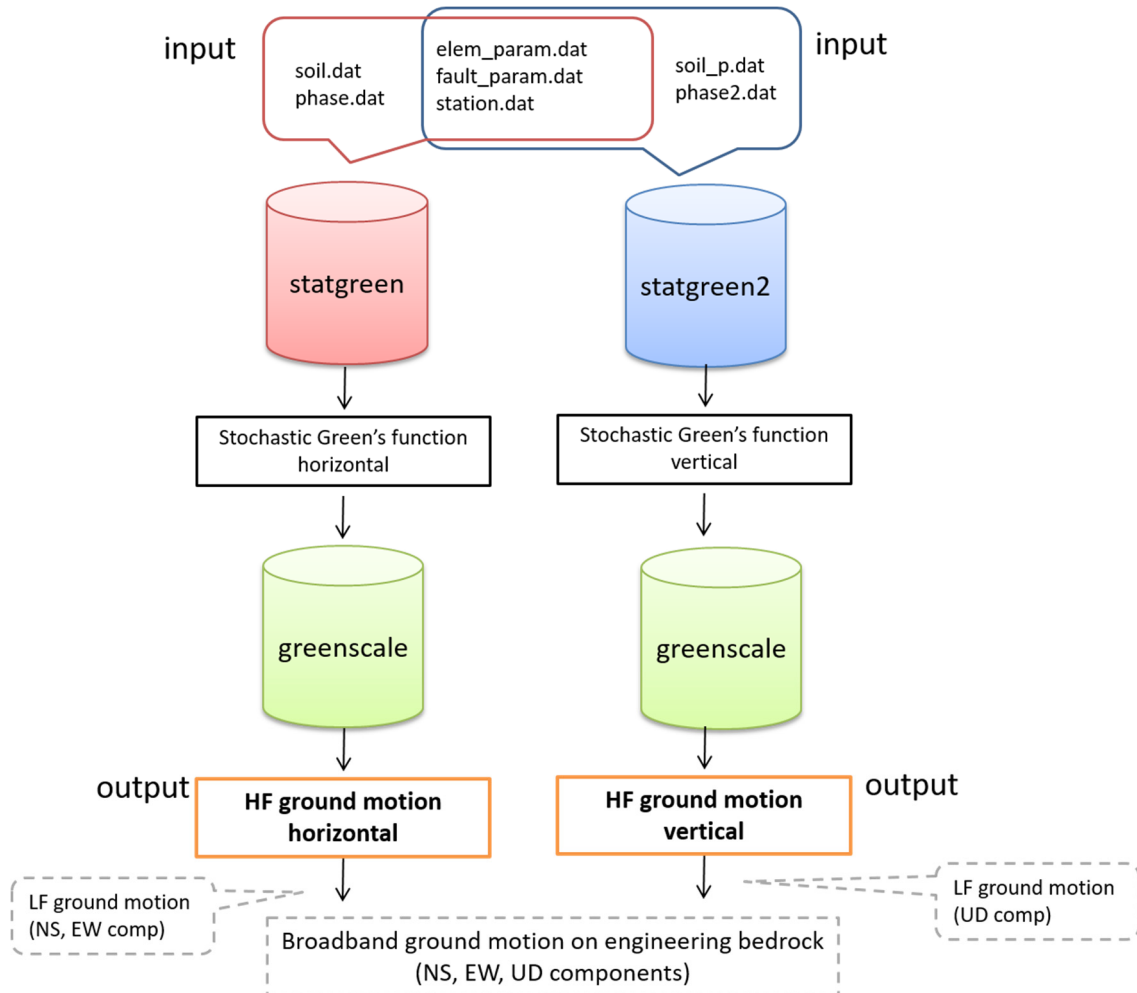 input
input
soil.dat
phase.dat
elem_param.dat
fault_param.dat
station.dat
soil_p.dat
phase2.dat
statgreen
statgreen2
Stochastic Green’s function
horizontal
Stochastic Green’s function
vertical
greenscale
greenscale
output
HF ground motion
horizontal
HF ground motion
vertical
output
LF ground motion
(NS, EW comp)
LF ground motion
(UD comp)
Broadband ground motion on engineering bedrock
(NS, EW, UD components)